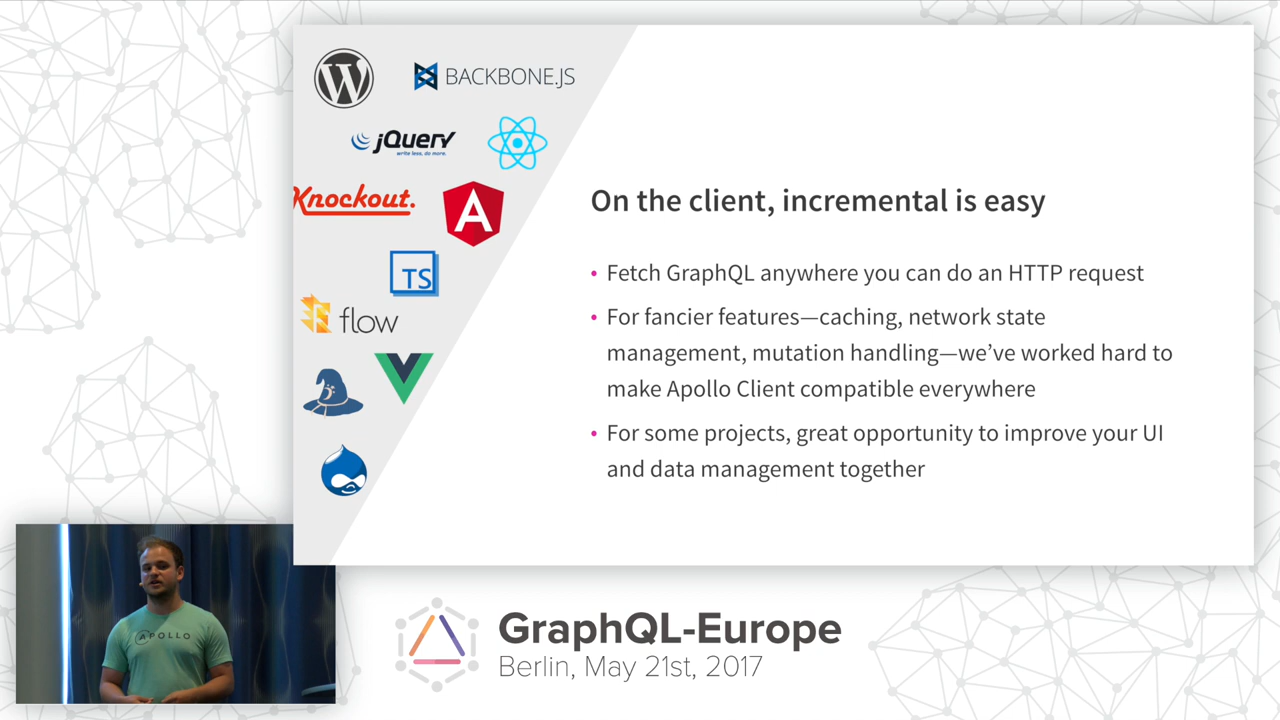 BACKBONE.JS
jQuery
write less, do more.
Knockout.
A
TS
flow
On the client, incremental is easy
• Fetch GraphQL anywhere you can do an HTTP request
• For fancier features—caching, network state
management, mutation handling—we’ve worked hard to
make Apollo Client compatible everywhere
• For some projects, great opportunity to improve your UI
and data management together
APOLLO
GraphQL-Europe
Berlin, May 21st, 2017